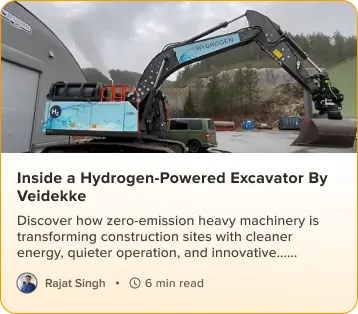 HYDROGEN
H₂
Inside a Hydrogen-Powered Excavator By
Veidekke
Discover how zero-emission heavy machinery is
transforming construction sites with cleaner
energy, quieter operation, and innovative......
Rajat Singh • 6 min read